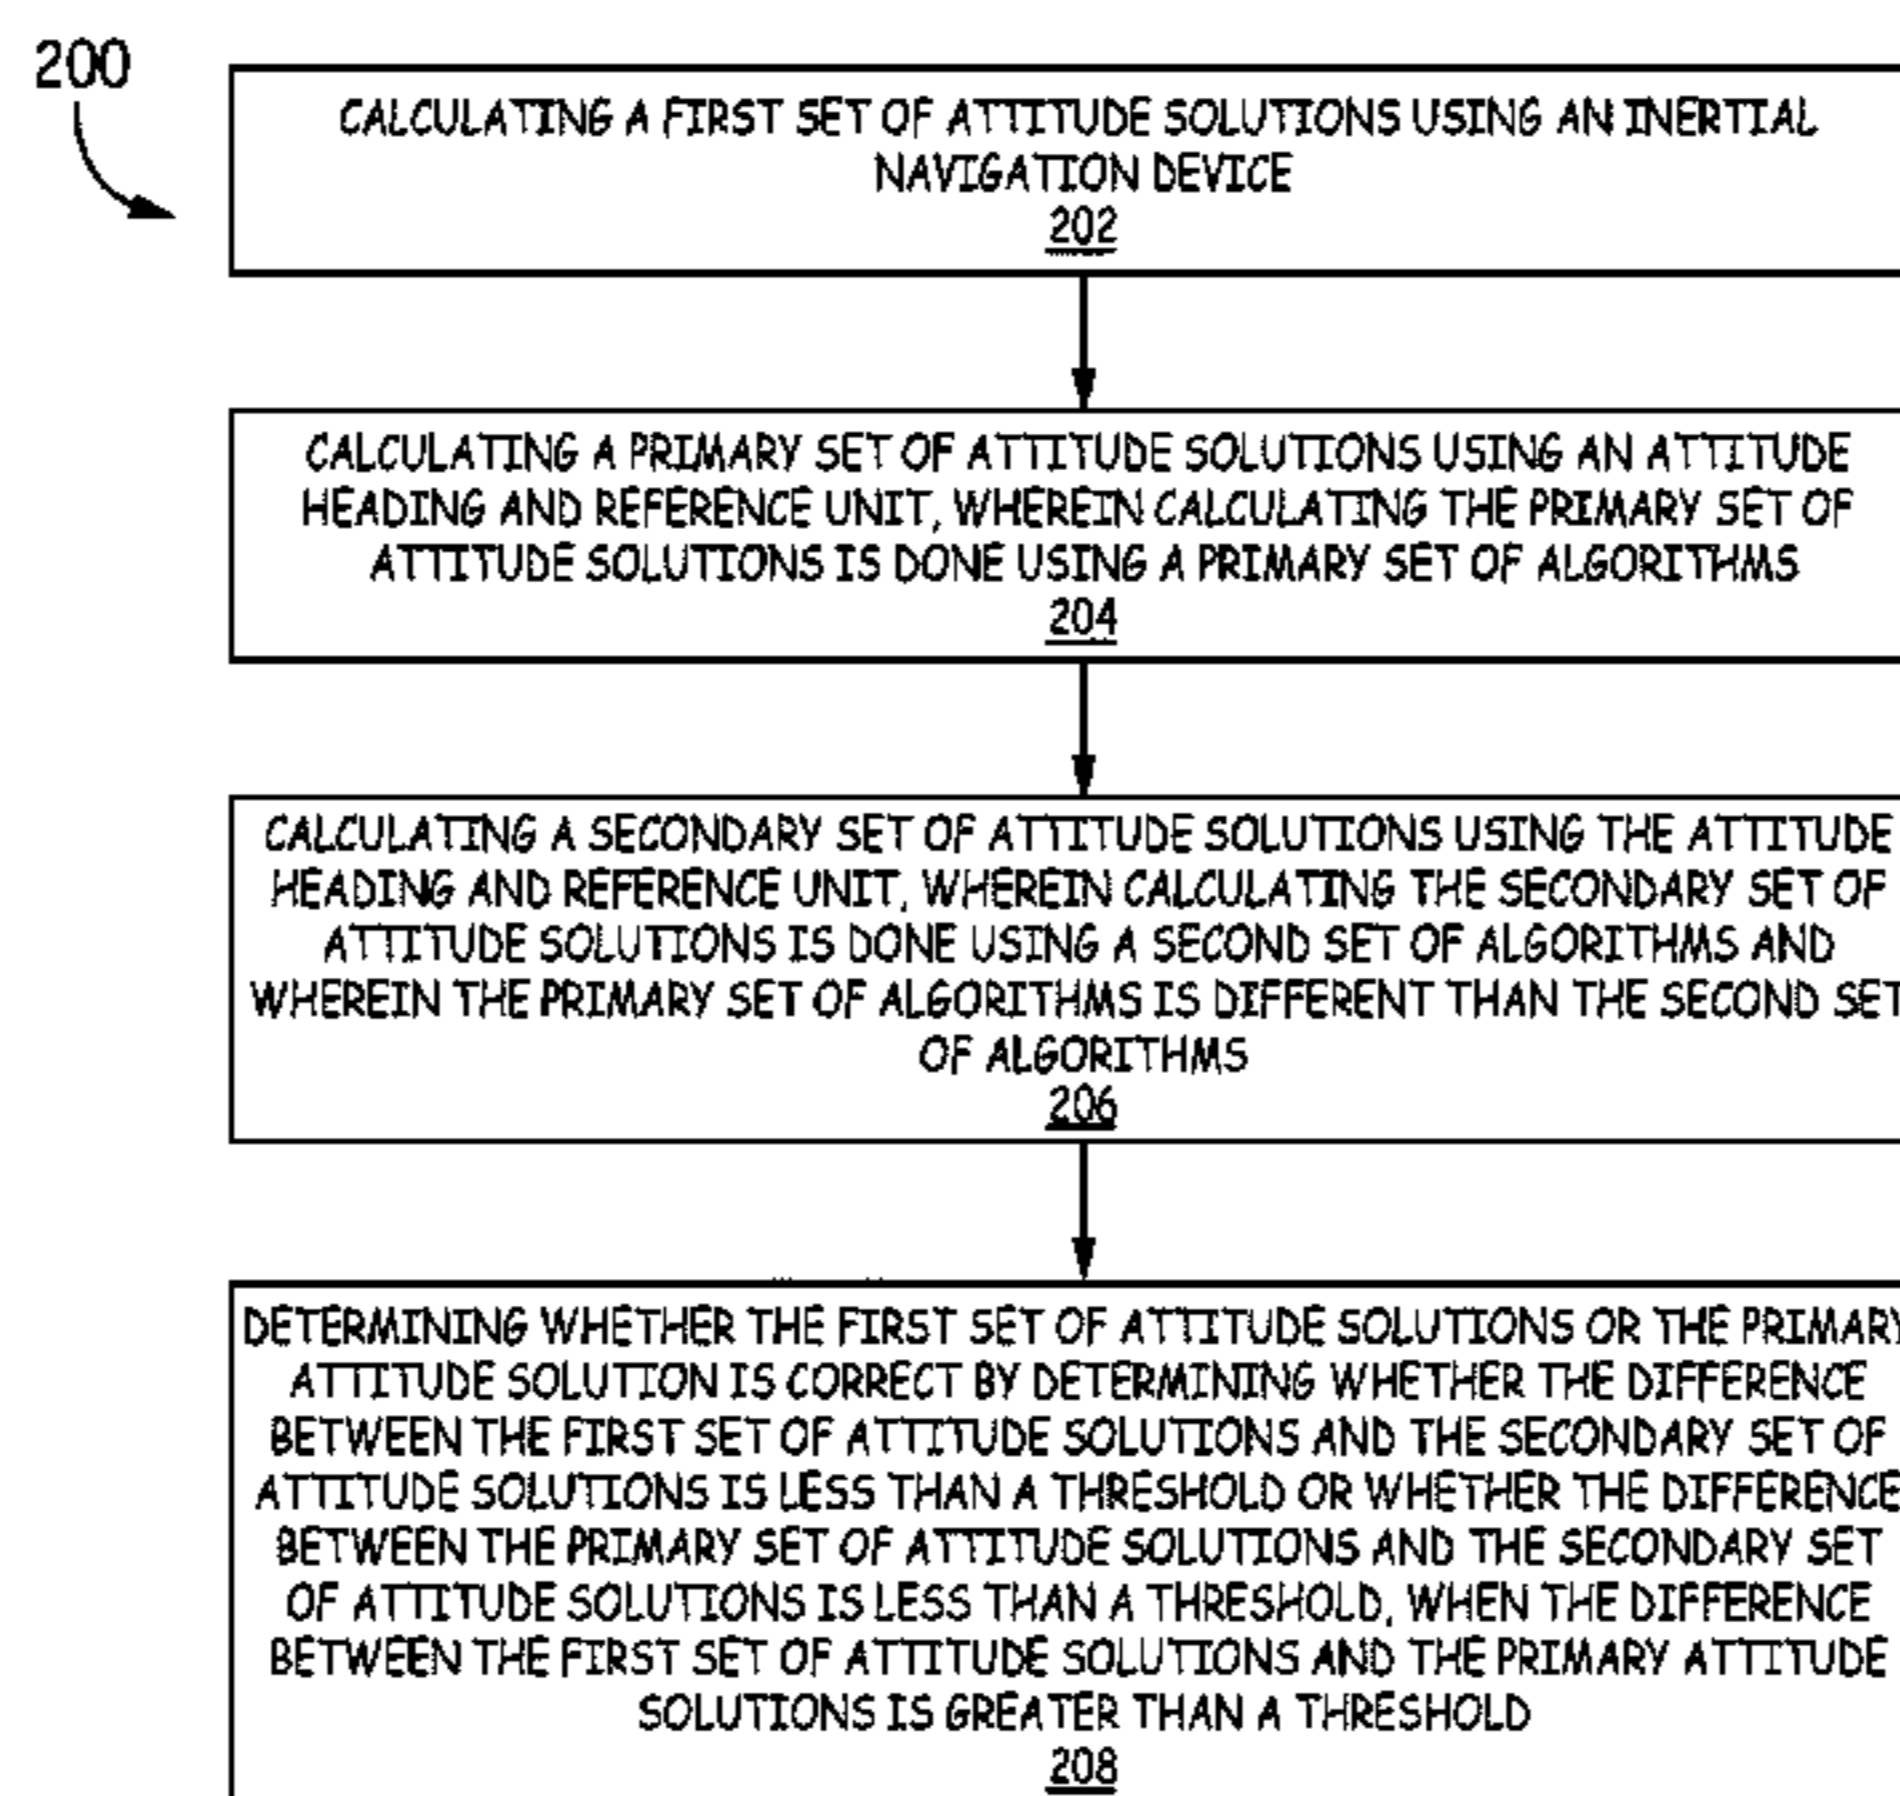 200
CALCULATING A FIRST SET OF ATTITUDE SOLUTIONS USING AN INERTIAL
NAVIGATION DEVICE
202
CALCULATING A PRIMARY SET OF ATTITUDE SOLUTIONS USING AN ATTITUDE
HEADING AND REFERENCE UNIT, WHEREIN CALCULATING THE PRIMARY SET OF
ATTITUDE SOLUTIONS IS DONE USING A PRIMARY SET OF ALGORITHMS
204
CALCULATING A SECONDARY SET OF ATTITUDE SOLUTIONS USING THE ATTITUDE
HEADING AND REFERENCE UNIT, WHEREIN CALCULATING THE SECONDARY SET OF
ATTITUDE SOLUTIONS IS DONE USING A SECOND SET OF ALGORITHMS AND
WHEREIN THE PRIMARY SET OF ALGORITHMS IS DIFFERENT THAN THE SECOND SET
OF ALGORITHMS
206
DETERMINING WHETHER THE FIRST SET OF ATTITUDE SOLUTIONS OR THE PRIMARY
ATTITUDE SOLUTION IS CORRECT BY DETERMINING WHETHER THE DIFFERENCE
BETWEEN THE FIRST SET OF ATTITUDE SOLUTIONS AND THE SECONDARY SET OF
ATTITUDE SOLUTIONS IS LESS THAN A THRESHOLD OR WHETHER THE DIFFERENCE
BETWEEN THE PRIMARY SET OF ATTITUDE SOLUTIONS AND THE SECONDARY SET
OF ATTITUDE SOLUTIONS IS LESS THAN A THRESHOLD, WHEN THE DIFFERENCE
BETWEEN THE FIRST SET OF ATTITUDE SOLUTIONS AND THE PRIMARY ATTITUDE
SOLUTIONS IS GREATER THAN A THRESHOLD
208